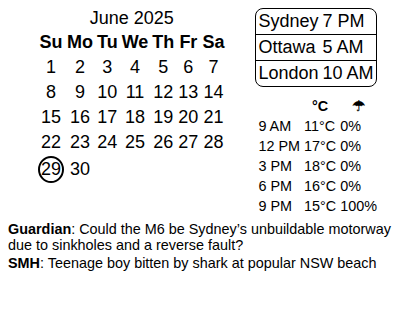 June 2025
Su Mo Tu We Th Fr Sa
1 2 3 4 5 6 7
8 9 10 11 12 13 14
15 16 17 18 19 20 21
22 23 24 25 26 27 28
29 30
Sydney 7 PM
Ottawa 5 AM
London 10 AM
°C ☂
9 AM 11°C 0%
12 PM 17°C 0%
3 PM 18°C 0%
6 PM 16°C 0%
9 PM 15°C 100%
Guardian: Could the M6 be Sydney’s unbuildable motorway
due to sinkholes and a reverse fault?
SMH: Teenage boy bitten by shark at popular NSW beach